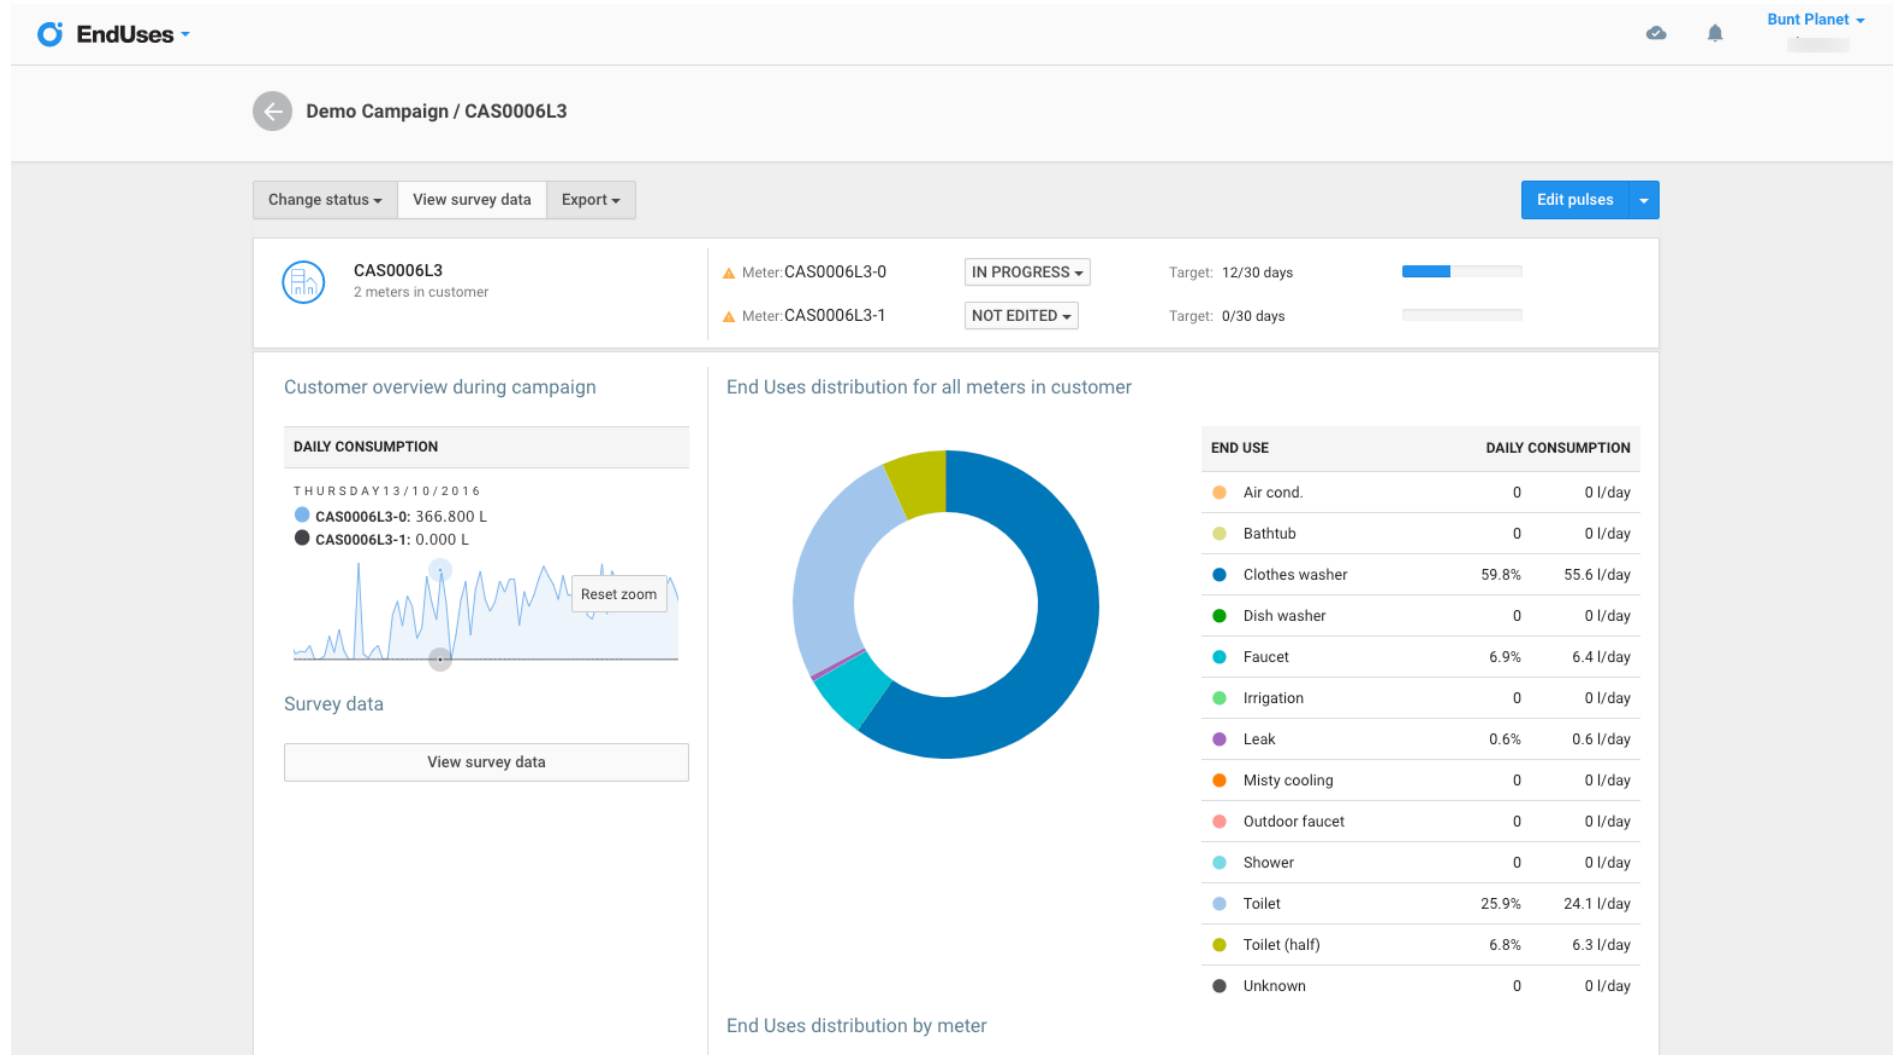 EndUses
Bunt Planet
Demo Campaign / CAS0006L3
Change status
View survey data
Export
Edit pulses
CAS0006L3
2 meters in customer
Meter: CAS0006L3-0
IN PROGRESS
Target: 12/30 days
Meter: CAS0006L3-1
NOT EDITED
Target: 0/30 days
Customer overview during campaign
DAILY CONSUMPTION
THURSDAY13/10/2016
CAS0006L3-0: 366.800 L
CAS0006L3-1: 0.000 L
Reset zoom
Survey data
View survey data
End Uses distribution for all meters in customer
END USE DAILY CONSUMPTION
Air cond. 0 0 l/day
Bathtub 0 0 l/day
Clothes washer 59.8% 55.6 l/day
Dish washer 0 0 l/day
Faucet 6.9% 6.4 l/day
Irrigation 0 0 l/day
Leak 0.6% 0.6 l/day
Misty cooling 0 0 l/day
Outdoor faucet 0 0 l/day
Shower 0 0 l/day
Toilet 25.9% 24.1 l/day
Toilet (half) 6.8% 6.3 l/day
Unknown 0 0 l/day
End Uses distribution by meter